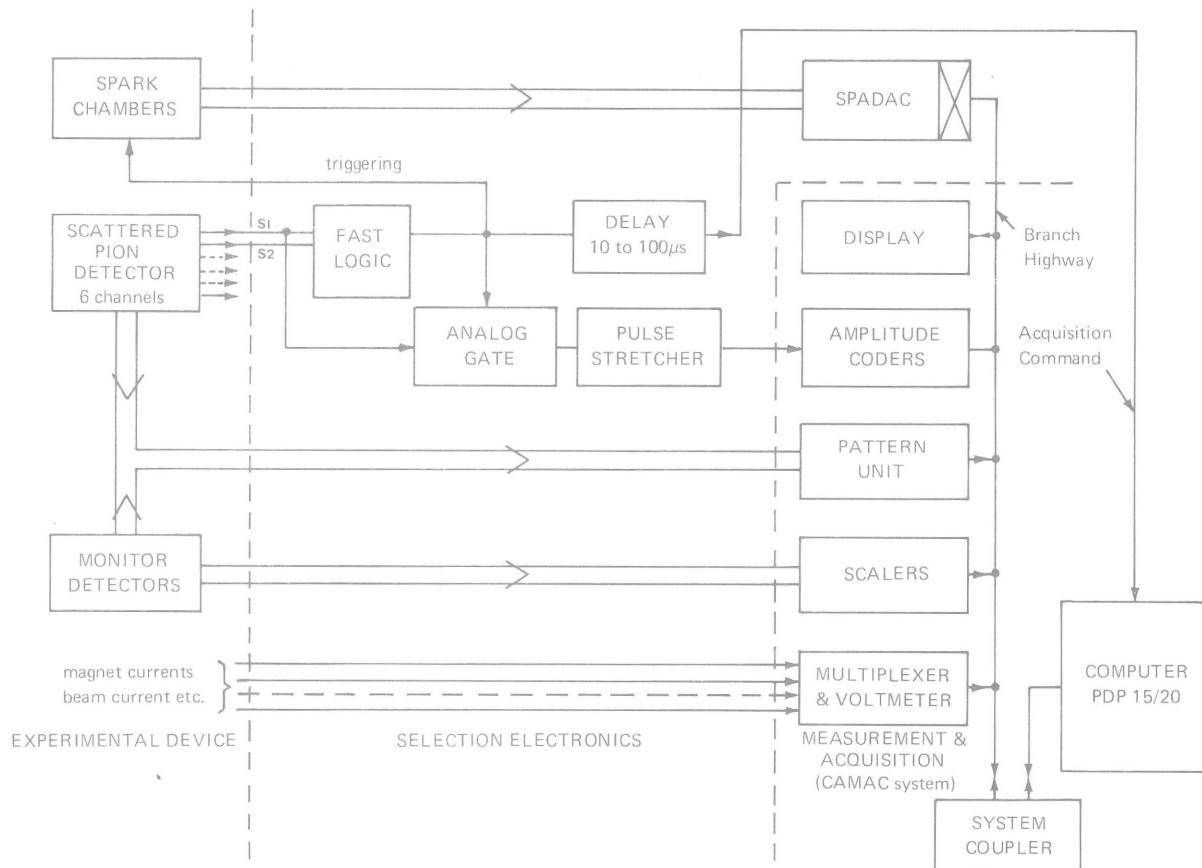 SPARK
CHAMBERS
SPADAC
triggering
SCATTERED
PION
DETECTOR
6 channels
S1
S2
FAST
LOGIC
DELAY
10 to 100μs
DISPLAY
Branch
Highway
ANALOG
GATE
PULSE
STRETCHER
AMPLITUDE
CODERS
Acquisition
Command
PATTERN
UNIT
MONITOR
DETECTORS
SCALERS
magnet currents
beam current etc.
MULTIPLEXER
& VOLTMETER
COMPUTER
PDP 15/20
EXPERIMENTAL DEVICE
SELECTION ELECTRONICS
MEASUREMENT &
ACQUISITION
(CAMAC system)
SYSTEM
COUPLER